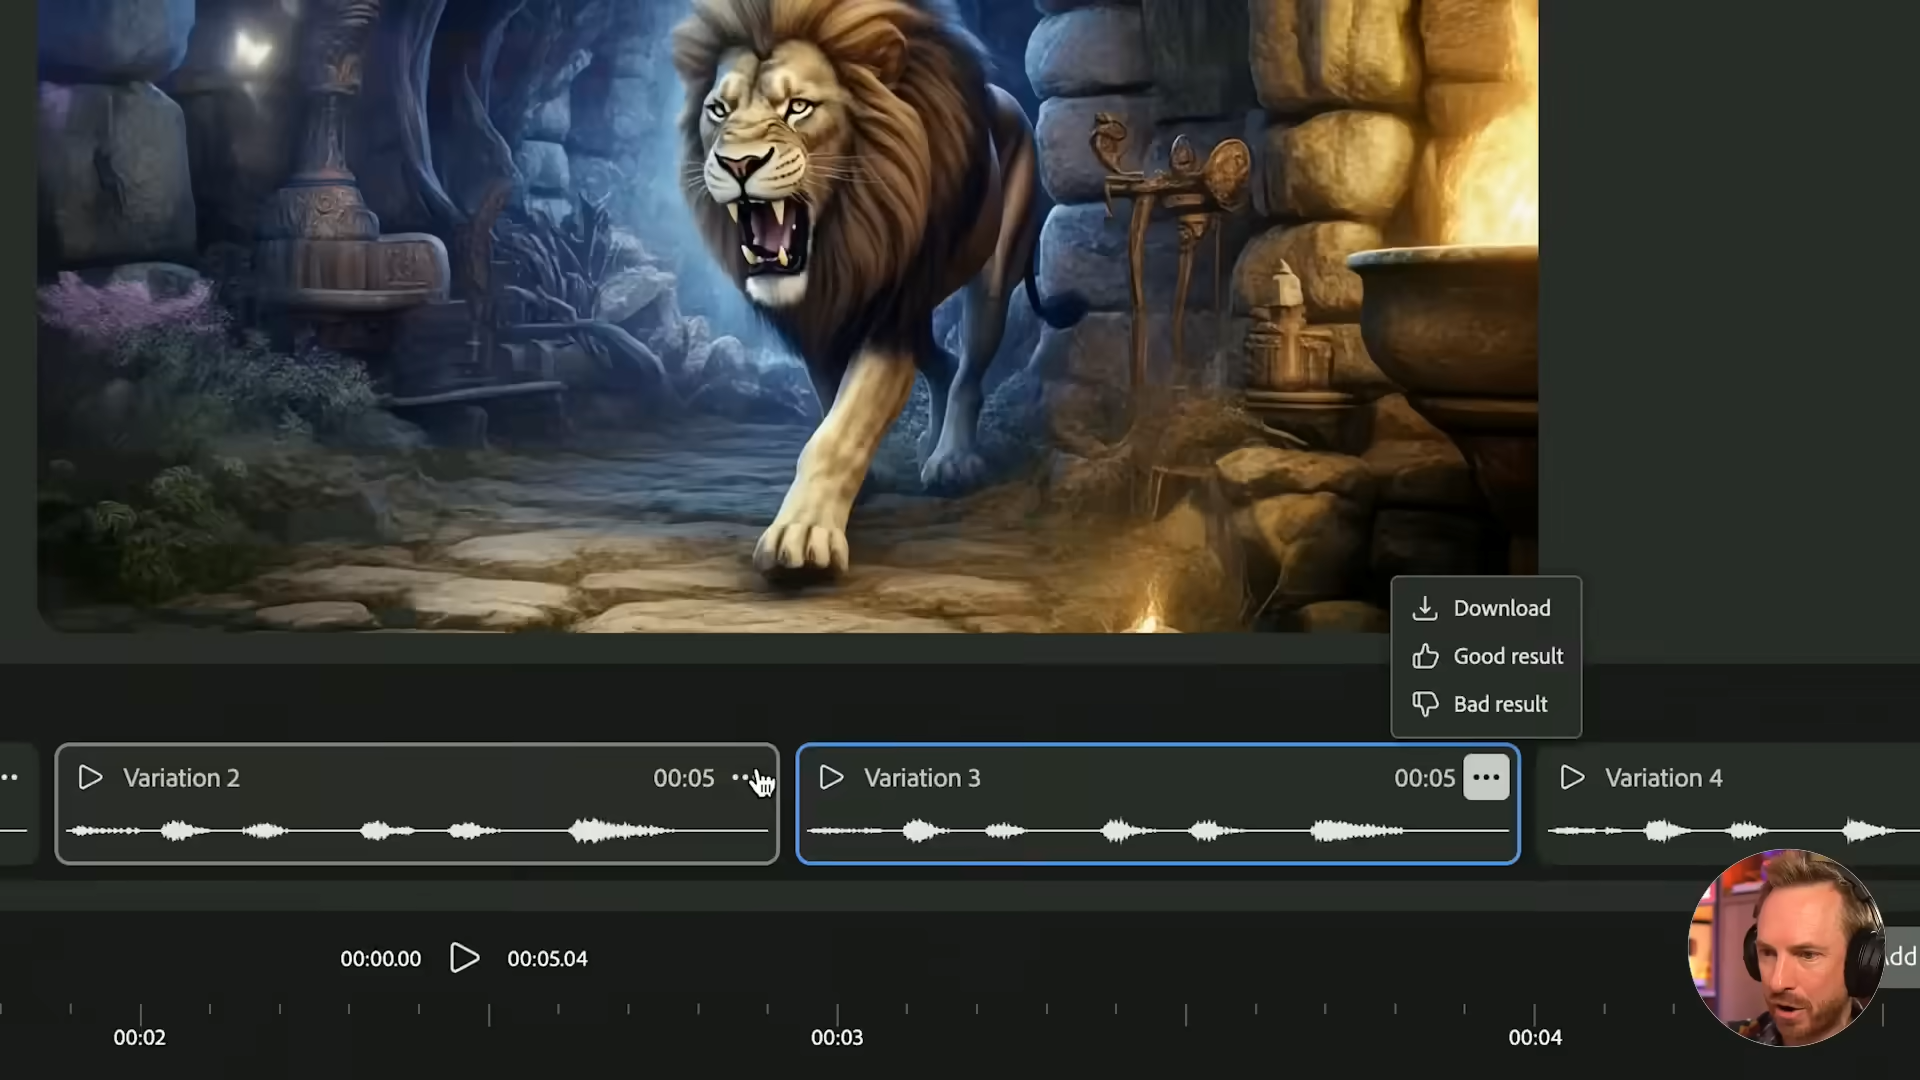 Download
Good result
Bad result
Variation 2
00:05
Variation 3
00:05
Variation 4
00:00.00
00:05.04
00:02
00:03
00:04